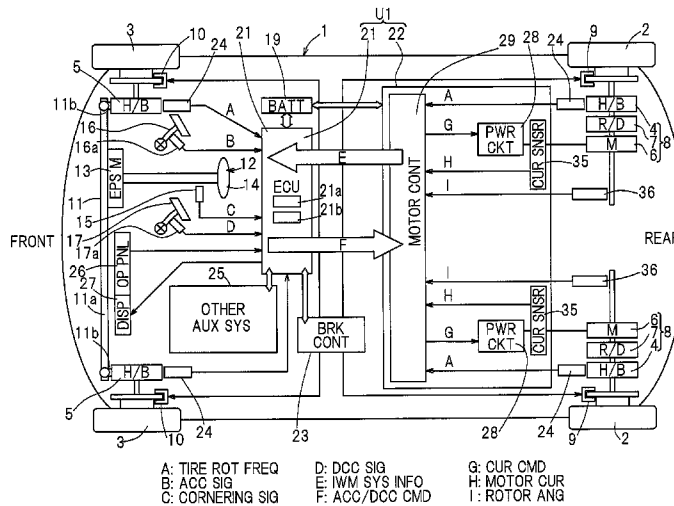 U1
3 10 24 21 19 1 21 22 29 28 24 9 2
5
11b H/B A BATT A H/B 4
16 B R/D 7 8
16a G PWR CKT M 6
13 EPS M 12 E H CUR SNSR 35
11 14 ECU MOTOR CONT I
15 21a 36
17 C 21b
FRONT 17a D REAR
26 OP PNL F
27 25 I 36
DISP OTHER AUX SYS H CUR SNSR 35
11a BRK CONT G PWR CKT M 6
11b R/D 7 8
H/B A H/B 4
5 24 23 28 24 9
3 10 2
A: TIRE ROT FREQ D: DCC SIG G: CUR CMD
B: ACC SIG E: IWM SYS INFO H: MOTOR CUR
C: CORNERING SIG F: ACC/DCC CMD I: ROTOR ANG